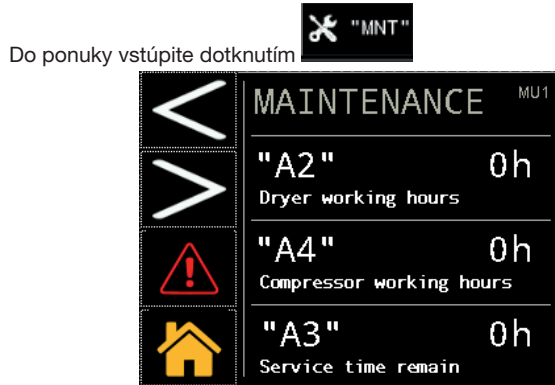 Do ponuky vstúpite dotknutím "MNT"
MAINTENANCE MU1
"A2" 0h
Dryer working hours
"A4" 0h
Compressor working hours
"A3" 0h
Service time remain